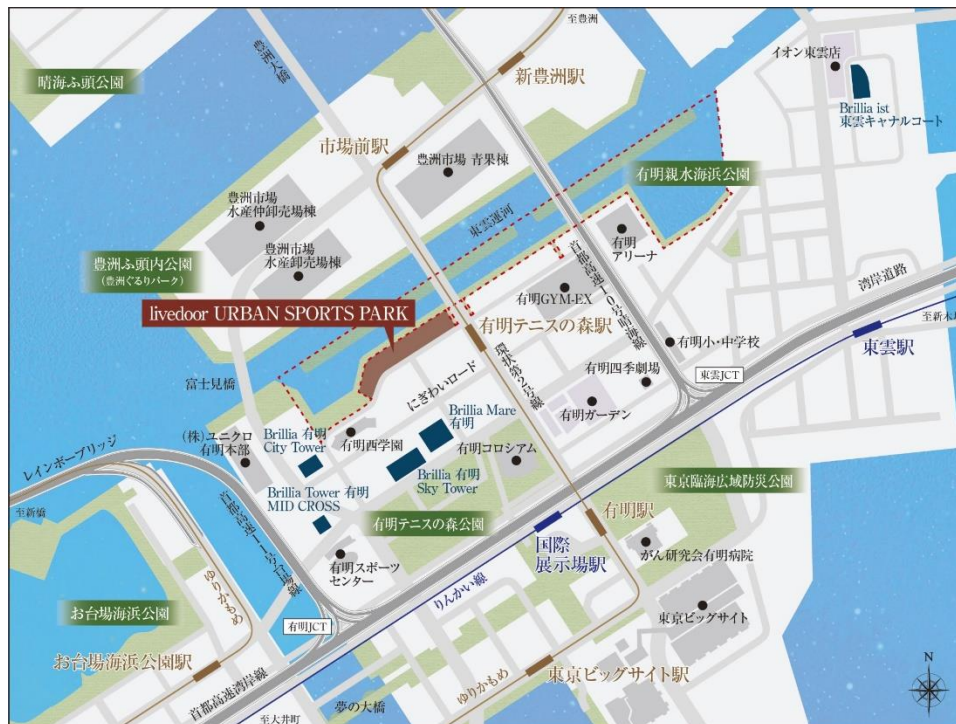 至豊洲
豊洲大橋
晴海ふ頭公園
新豊洲駅
イオン東雲店
Brillia ist
東雲キャナルコート
市場前駅
豊洲市場 青果棟
有明親水海浜公園
豊洲市場
水産仲卸売場棟
東雲運河
豊洲市場
水産卸売場棟
有明
アリーナ
豊洲ふ頭内公園
(豊洲ぐるりパーク)
首都高速10号晴海線
湾岸道路
有明GYM-EX
livedoor URBAN SPORTS PARK
有明テニスの森駅
至新木場
東雲駅
有明小・中学校
環状第2号線
東雲JCT
富士見橋
にぎわいロード
有明四季劇場
Brillia Mare
有明
有明ガーデン
(株)ユニクロ
有明本部
Brillia 有明
City Tower
有明西学園
有明コロシアム
レインボーブリッジ
Brillia 有明
Sky Tower
東京臨海広域防災公園
Brillia Tower 有明
MID CROSS
至新橋
首都高速11号台場線
有明テニスの森公園
有明駅
国際
展示場駅
有明スポーツ
センター
がん研究会有明病院
りんかい線
お台場海浜公園
ゆりかもめ
有明JCT
東京ビッグサイト
お台場海浜公園駅
東京ビッグサイト駅
首都高速湾岸線
ゆりかもめ
夢の大橋
至大井町
N